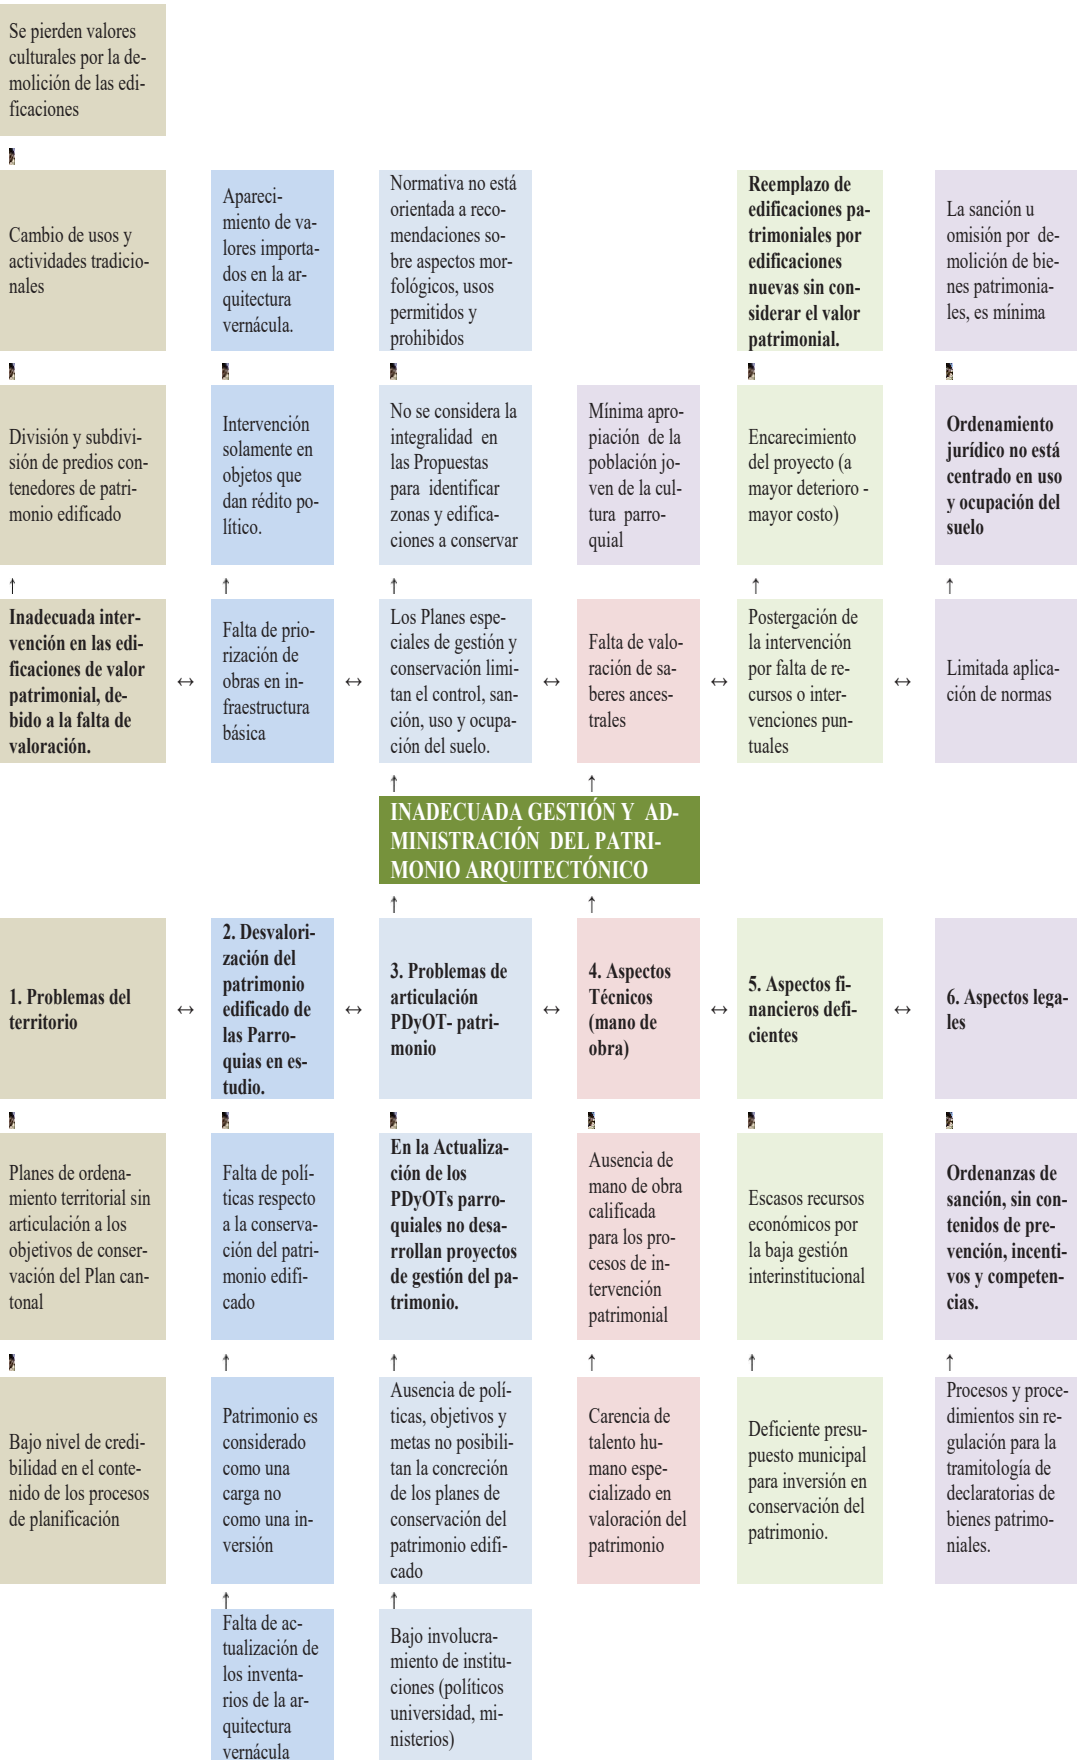 Se pierden valores
culturales por la de-
molición de las edi-
ficaciones
Cambio de usos y
actividades tradicio-
nales
Apareci-
miento de va-
lores importa-
dos en la ar-
quitectura
vernácula.
Normativa no está
orientada a reco-
mendaciones so-
bre aspectos mor-
fológicos, usos
permitidos y
prohibidos
Reemplazo de
edificaciones pa-
trimoniales por
edificaciones
nuevas sin con-
siderar el valor
patrimonial.
La sanción u
omisión por de-
molición de bie-
nes patrimonia-
les, es mínima
División y subdivi-
sión de predios con-
tenedores de patri-
monio edificado
Intervención
solamente en
objetos que
dan rédito po-
lítico.
No se considera la
integralidad en
las Propuestas
para identificar
zonas y edifica-
ciones a conservar
Mínima apro-
piación de la
población jo-
ven de la cul-
tura parro-
quial
Encarecimiento
del proyecto (a
mayor deterioro -
mayor costo)
Ordenamiento
jurídico no está
centrado en uso
y ocupación del
suelo
↑ ↑ ↑ ↑ ↑
Inadecuada inter-
vención en las edi-
ficaciones de valor
patrimonial, de-
bido a la falta de
valoración.
↔
Falta de prio-
rización de
obras en in-
fraestructura
básica
↔
Los Planes espe-
ciales de gestión y
conservación limi-
tan el control, san-
ción, uso y ocupa-
ción del suelo.
↔
Falta de valo-
ración de sa-
beres ances-
trales
↔
Postergación de
la intervención
por falta de re-
cursos o inter-
venciones pun-
tuales
↔
Limitada aplica-
ción de normas
↑ ↑
INADECUADA GESTIÓN Y AD-
MINISTRACIÓN DEL PATRI-
MONIO ARQUITECTÓNICO
↑ ↑
1. Problemas del
territorio
↔
2. Desvalori-
zación del
patrimonio
edificado de
las Parro-
quias en es-
tudio.
↔
3. Problemas de
articulación
PDyOT- patri-
monio
↔
4. Aspectos
Técnicos
(mano de
obra)
↔
5. Aspectos fi-
nancieros defi-
cientes
↔
6. Aspectos lega-
les
Planes de ordena-
miento territorial sin
articulación a los
objetivos de conser-
vación del Plan can-
tonal
Falta de polí-
ticas respecto
a la conserva-
ción del patri-
monio edifi-
cado
En la Actualiza-
ción de los
PDyOTs parro-
quiales no desa-
rrollan proyectos
de gestión del pa-
trimonio.
Ausencia de
mano de obra
calificada
para los pro-
cesos de in-
tervención
patrimonial
Escasos recursos
económicos por
la baja gestión
interinstitucional
Ordenanzas de
sanción, sin con-
tenidos de pre-
vención, incenti-
vos y competen-
cias.
↑ ↑ ↑ ↑ ↑
Bajo nivel de credi-
bilidad en el conte-
nido de los procesos
de planificación
Patrimonio es
considerado
como una
carga no
como una in-
versión
Ausencia de polí-
ticas, objetivos y
metas no posibili-
tan la concreción
de los planes de
conservación del
patrimonio edifi-
cado
Carencia de
talento hu-
mano espe-
cializado en
valoración del
patrimonio
Deficiente presu-
puesto municipal
para inversión en
conservación del
patrimonio.
Procesos y proce-
dimientos sin re-
gulación para la
tramitología de
declaratorias de
bienes patrimo-
niales.
↑ ↑
Falta de ac-
tualización de
los inventa-
rios de la ar-
quitectura
vernácula
Bajo involucra-
miento de institu-
ciones (políticos
universidad, mi-
nisterios)